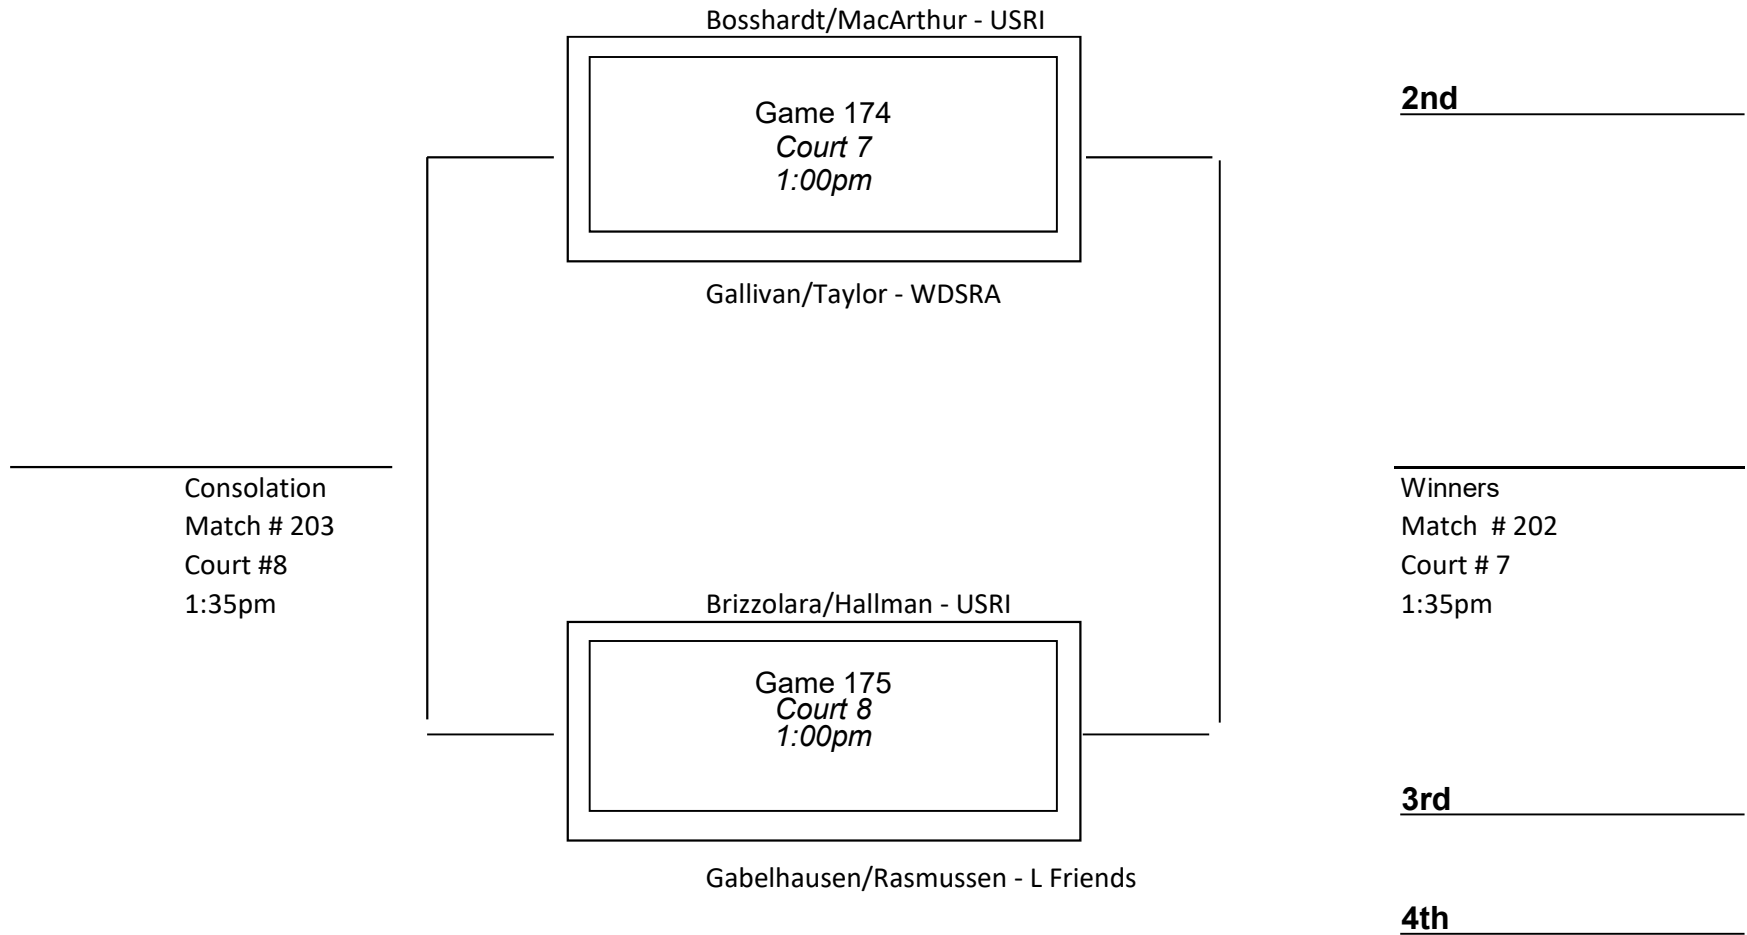 Bosshardt/MacArthur - USRI
Game 174
Court 7
1:00pm
2nd
Gallivan/Taylor - WDSRA
Consolation
Match # 203
Court #8
1:35pm
Winners
Match # 202
Court # 7
1:35pm
Brizzolara/Hallman - USRI
Game 175
Court 8
1:00pm
3rd
Gabelhausen/Rasmussen - L Friends
4th